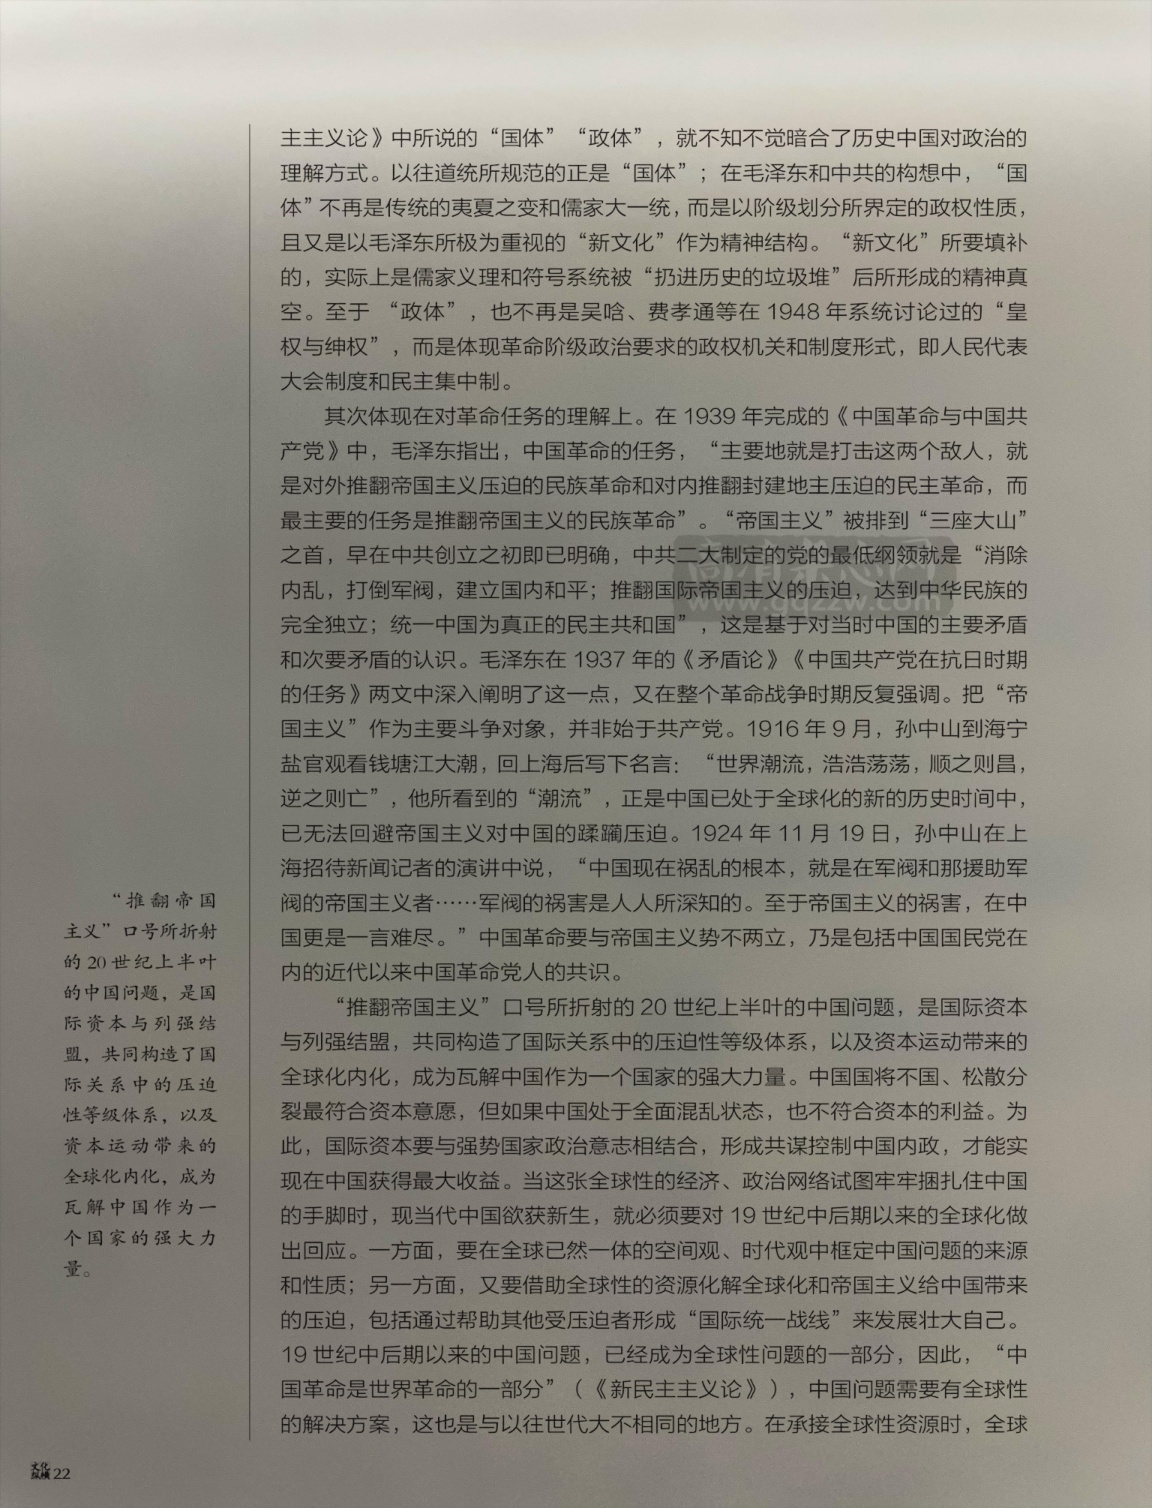 主主义论》中所说的“国体”“政体”，就不知不觉暗合了历史中国对政治的
理解方式。以往道统所规范的正是“国体”；在毛泽东和中共的构想中，“国
体”不再是传统的夷夏之变和儒家大一统，而是以阶级划分所界定的政权性质，
且又是以毛泽东所极为重视的“新文化”作为精神结构。“新文化”所要填补
的，实际上是儒家义理和符号系统被“扔进历史的垃圾堆”后所形成的精神真
空。至于 “政体”，也不再是吴晗、费孝通等在 1948 年系统讨论过的“皇
权与绅权”，而是体现革命阶级政治要求的政权机关和制度形式，即人民代表
大会制度和民主集中制。
其次体现在对革命任务的理解上。在 1939 年完成的《中国革命与中国共
产党》中，毛泽东指出，中国革命的任务，“主要地就是打击这两个敌人，就
是对外推翻帝国主义压迫的民族革命和对内推翻封建地主压迫的民主革命，而
最主要的任务是推翻帝国主义的民族革命”。“帝国主义”被排到“三座大山”
之首，早在中共创立之初即已明确，中共二大制定的党的最低纲领就是“消除
内乱，打倒军阀，建立国内和平；推翻国际帝国主义的压迫，达到中华民族的
完全独立；统一中国为真正的民主共和国”，这是基于对当时中国的主要矛盾
和次要矛盾的认识。毛泽东在 1937 年的《矛盾论》《中国共产党在抗日时期
的任务》两文中深入阐明了这一点，又在整个革命战争时期反复强调。把“帝
国主义”作为主要斗争对象，并非始于共产党。1916 年 9 月，孙中山到海宁
盐官观看钱塘江大潮，回上海后写下名言：“世界潮流，浩浩荡荡，顺之则昌，
逆之则亡”，他所看到的“潮流”，正是中国已处于全球化的新的历史时间中，
已无法回避帝国主义对中国的蹂躏压迫。1924 年 11 月 19 日，孙中山在上
海招待新闻记者的演讲中说，“中国现在祸乱的根本，就是在军阀和那援助军
阀的帝国主义者……军阀的祸害是人人所深知的。至于帝国主义的祸害，在中
国更是一言难尽。”中国革命要与帝国主义势不两立，乃是包括中国国民党在
内的近代以来中国革命党人的共识。
“推翻帝国主义”口号所折射的 20 世纪上半叶的中国问题，是国际资本
与列强结盟，共同构造了国际关系中的压迫性等级体系，以及资本运动带来的
全球化内化，成为瓦解中国作为一个国家的强大力量。中国国将不国、松散分
裂最符合资本意愿，但如果中国处于全面混乱状态，也不符合资本的利益。为
此，国际资本要与强势国家政治意志相结合，形成共谋控制中国内政，才能实
现在中国获得最大收益。当这张全球性的经济、政治网络试图牢牢捆扎住中国
的手脚时，现当代中国欲获新生，就必须要对 19 世纪中后期以来的全球化做
出回应。一方面，要在全球已然一体的空间观、时代观中框定中国问题的来源
和性质；另一方面，又要借助全球性的资源化解全球化和帝国主义给中国带来
的压迫，包括通过帮助其他受压迫者形成“国际统一战线”来发展壮大自己。
19 世纪中后期以来的中国问题，已经成为全球性问题的一部分，因此，“中
国革命是世界革命的一部分”（《新民主主义论》），中国问题需要有全球性
的解决方案，这也是与以往世代大不相同的地方。在承接全球性资源时，全球
“推翻帝国
主义”口号所折射
的 20 世纪上半叶
的中国问题，是国
际资本与列强结
盟，共同构造了国
际关系中的压迫
性等级体系，以及
资本运动带来的
全球化内化，成为
瓦解中国作为一
个国家的强大力
量。
高清杂志网
www.gqzzw.com
文化
纵横 22